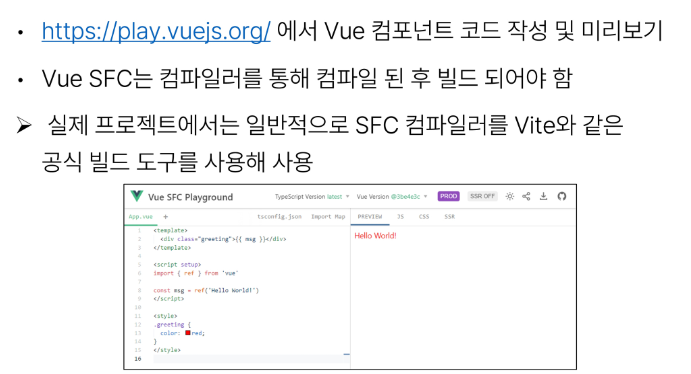 • https://play.vuejs.org/ 에서 Vue 컴포넌트 코드 작성 및 미리보기
• Vue SFC는 컴파일러를 통해 컴파일 된 후 빌드 되어야 함
➢ 실제 프로젝트에서는 일반적으로 SFC 컴파일러를 Vite와 같은
공식 빌드 도구를 사용해 사용
Vue SFC Playground TypeScript Version latest Vue Version @3be4e3c PROD SSR OFF
App.vue + tsconfig.json Import Map PREVIEW JS CSS SSR
Hello World!
1 <template>
2 <div class="greeting">{{ msg }}</div>
3 </template>
4
5 <script setup>
6 import { ref } from 'vue'
7
8 const msg = ref('Hello World!')
9 </script>
10
11 <style>
12 .greeting {
13 color: red;
14 }
15 </style>
16